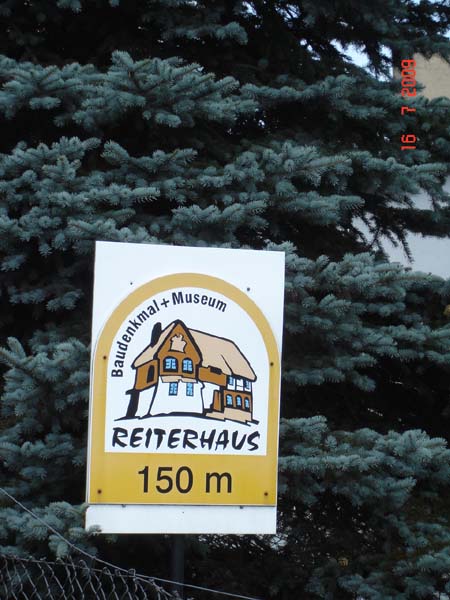 16 7 2009
Baudenkmal + Museum
REITERHAUS
150 m